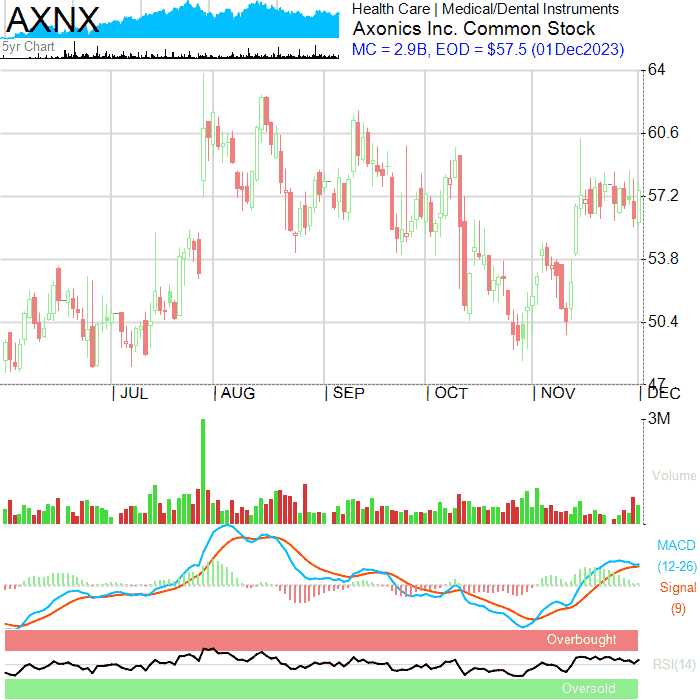 AXNX
5yr Chart
Health Care | Medical/Dental Instruments
Axonics Inc. Common Stock
MC = 2.9B, EOD = $57.5 (01Dec2023)
64
60.6
57.2
53.8
50.4
47
| JUL | AUG | SEP | OCT | NOV | DEC
3M
Volume
MACD
(12-26)
Signal
(9)
Overbought
RSI(14)
Oversold